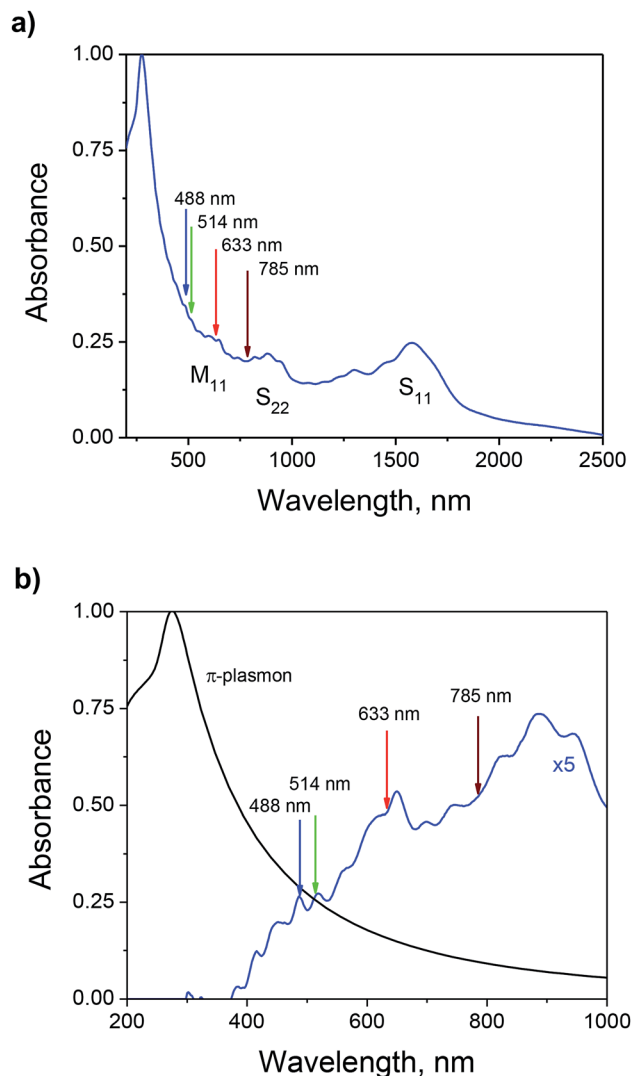 a)
1.00
0.75
0.50
0.25
0.00
Absorbance
488 nm
514 nm
633 nm
785 nm
M11
S22
S11
500 1000 1500 2000 2500
Wavelength, nm
b)
1.00
0.75
0.50
0.25
0.00
Absorbance
π-plasmon
633 nm
785 nm
514 nm
488 nm
x5
200 400 600 800 1000
Wavelength, nm